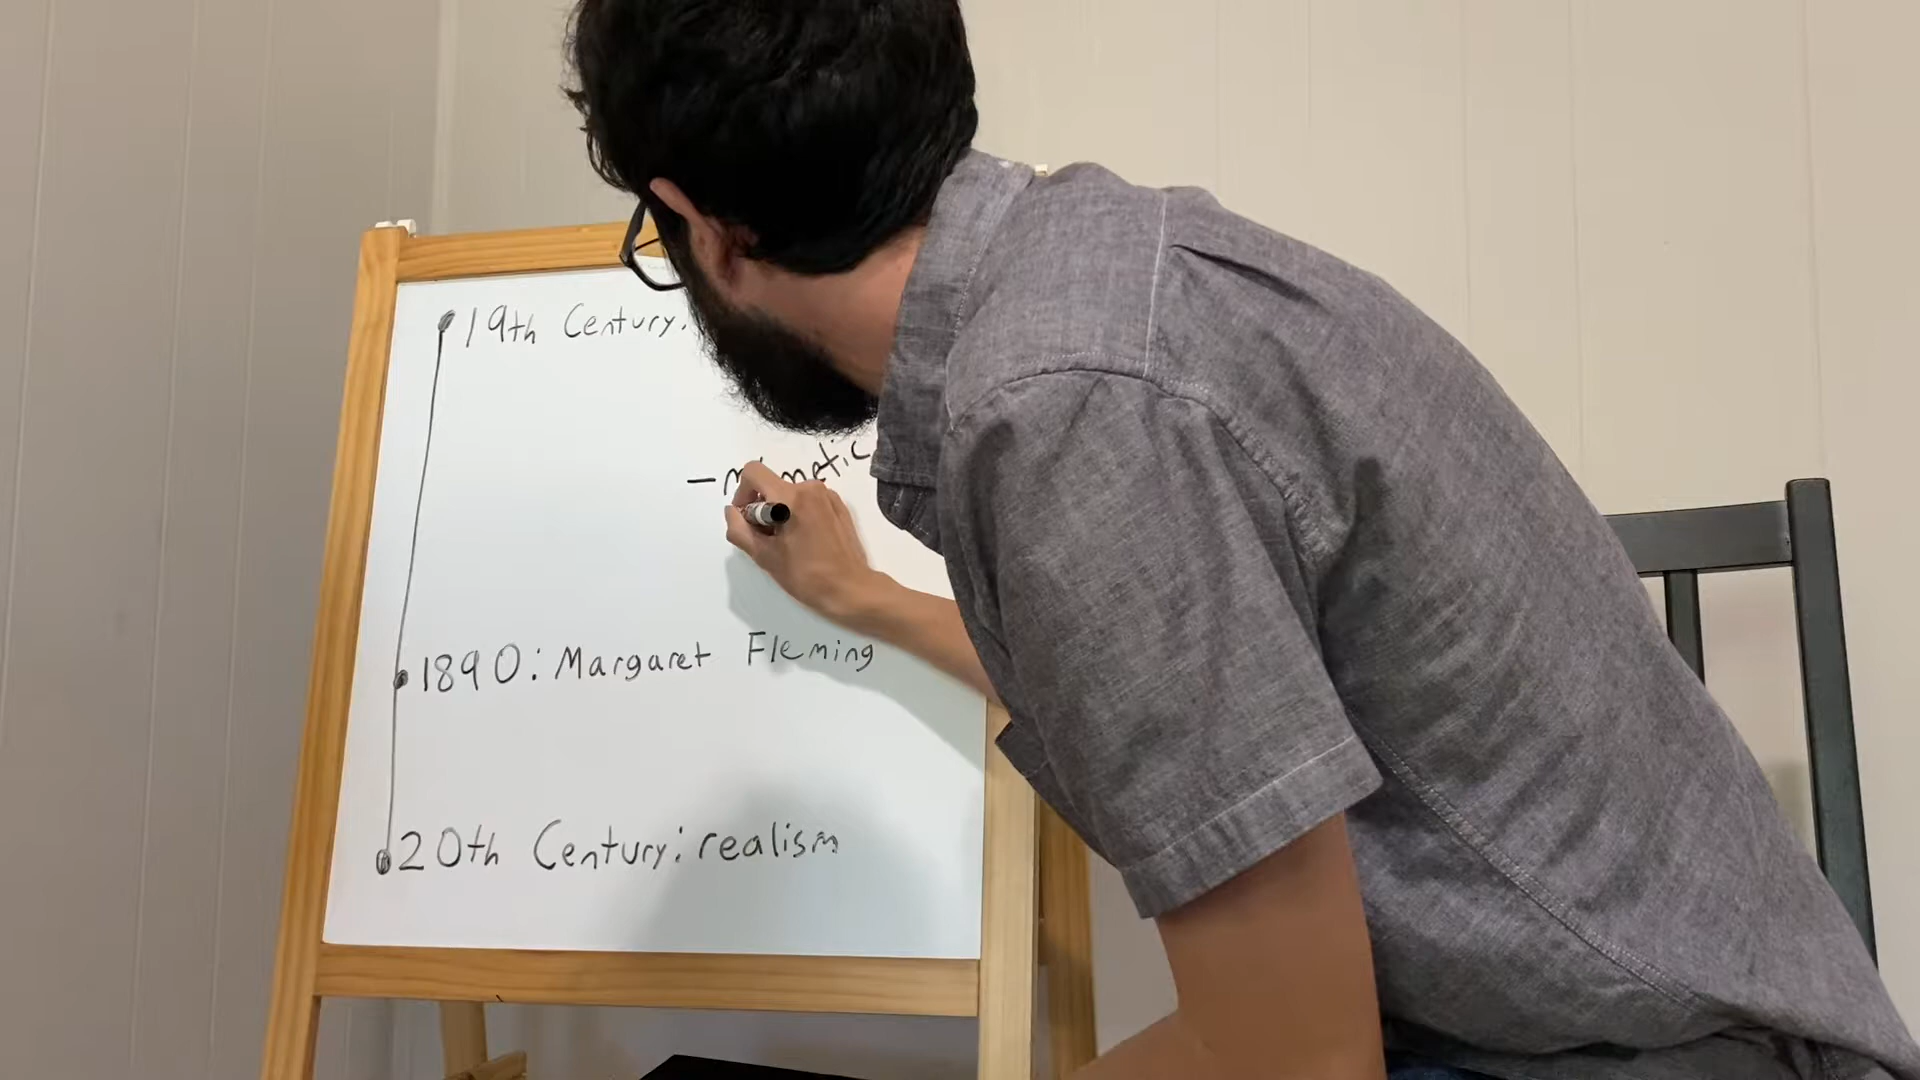 19th Century:
- mimetic
1890: Margaret Fleming
20th Century: realism